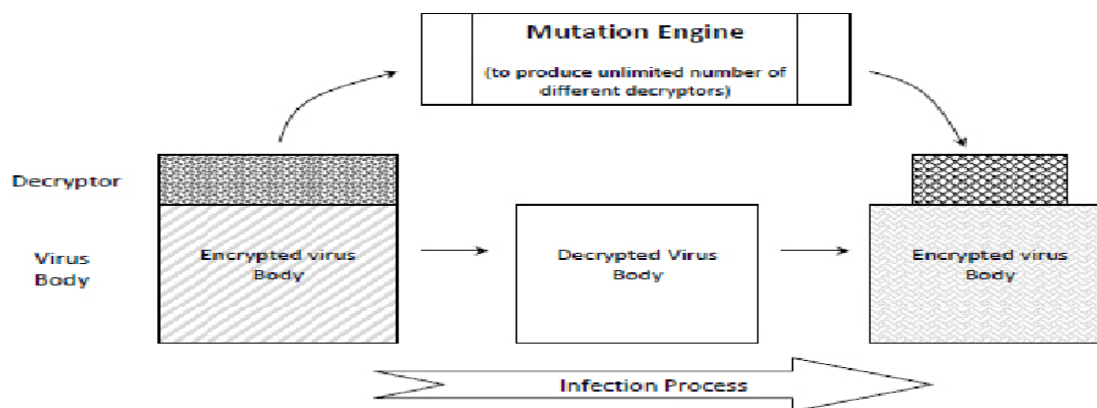 Mutation Engine
(to produce unlimited number of
different decryptors)
Decryptor
Virus
Body
Encrypted virus
Body
Decrypted Virus
Body
Encrypted virus
Body
Infection Process